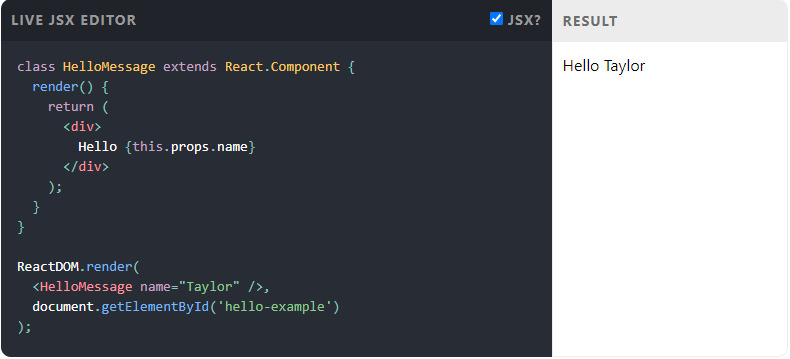 LIVE JSX EDITOR JSX? RESULT
class HelloMessage extends React.Component {
  render() {
    return (
      <div>
        Hello {this.props.name}
      </div>
    );
  }
}

ReactDOM.render(
  <HelloMessage name="Taylor" />,
  document.getElementById('hello-example')
);
Hello Taylor